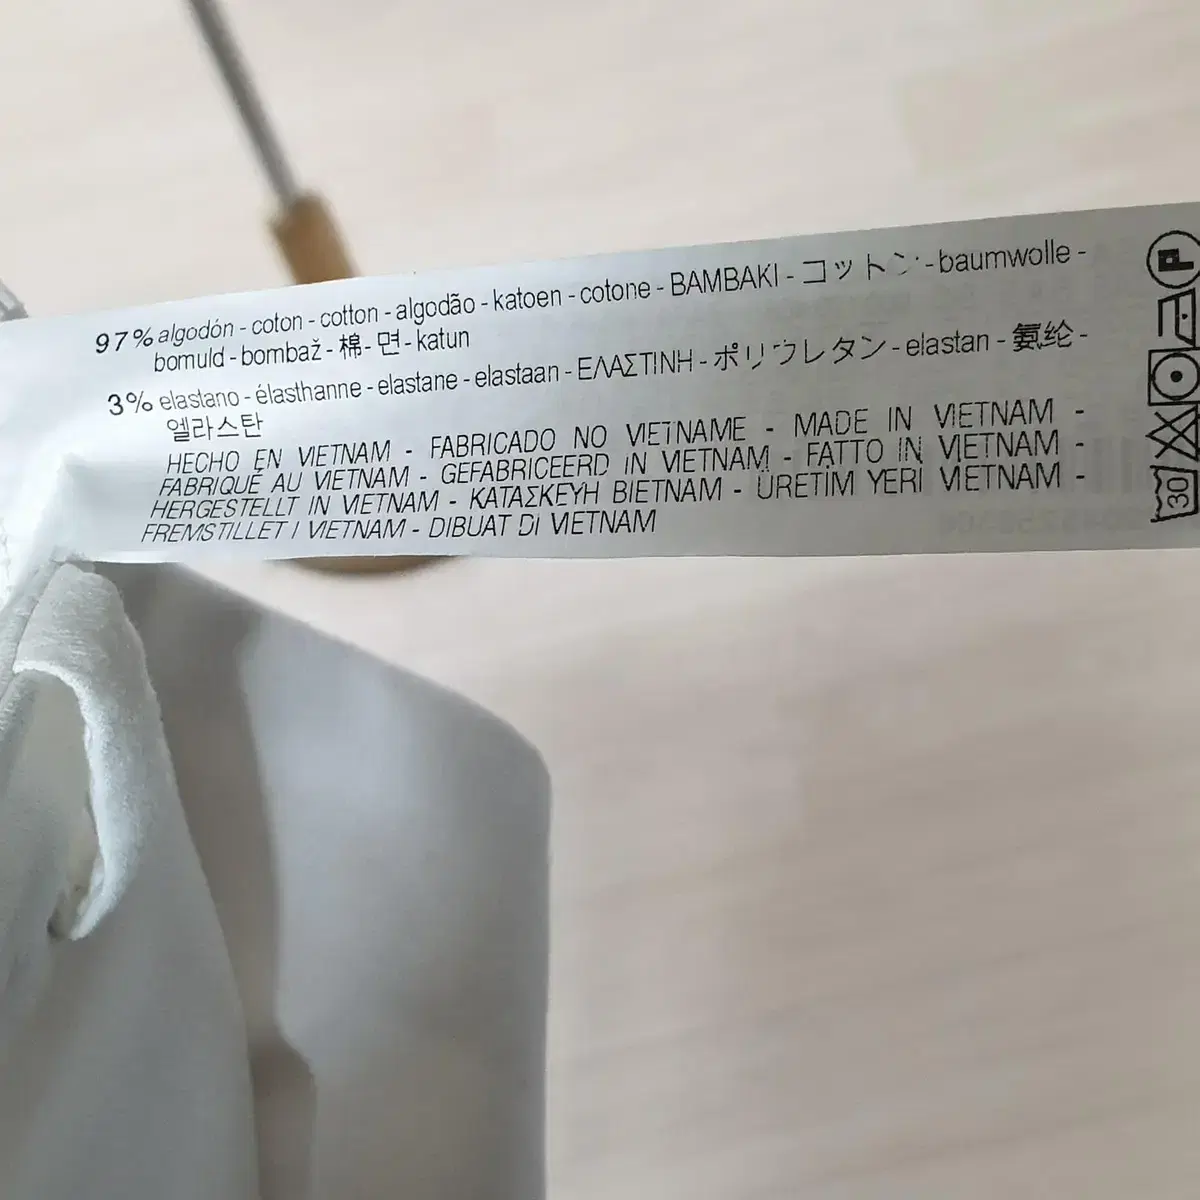 97% algodón - coton - cotton - algodão - katoen - cotone - BAMBAKI - コットン - baumwolle -
bomuld - bombaž - 棉 - 면 - katun
3% elastano - élasthanne - elastane - elastaan - ΕΛΑΣΤΙΝΗ - ポリウレタン - elastan - 氨纶 -
엘라스탄
HECHO EN VIETNAM - FABRICADO NO VIETNAME - MADE IN VIETNAM -
FABRIQUÉ AU VIETNAM - GEFABRICEERD IN VIETNAM - FATTO IN VIETNAM -
HERGESTELLT IN VIETNAM - ΚΑΤΑΣΚΕΥΗ ΒΙΕΤΝΑΜ - ÜRETİM YERİ VİETNAM -
FREMSTILLET I VIETNAM - DIBUAT DI VIETNAM
P
30